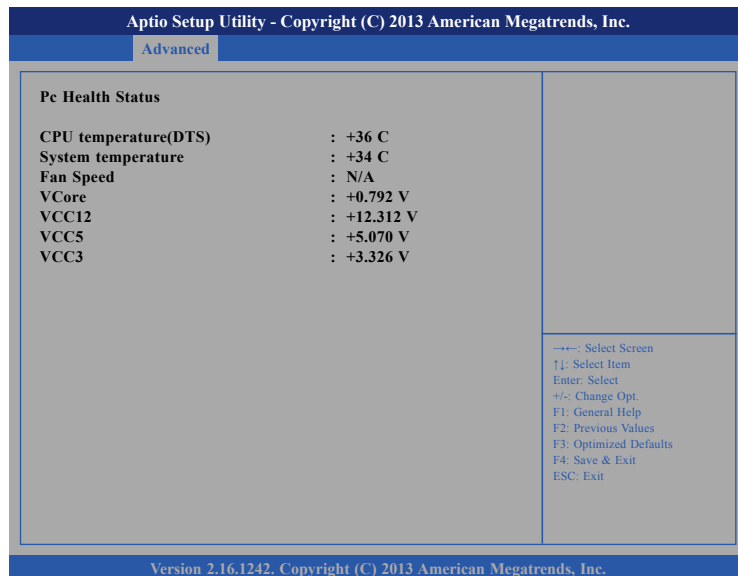 Aptio Setup Utility - Copyright (C) 2013 American Megatrends, Inc.
Advanced
Pc Health Status
CPU temperature(DTS) : +36 C
System temperature : +34 C
Fan Speed : N/A
VCore : +0.792 V
VCC12 : +12.312 V
VCC5 : +5.070 V
VCC3 : +3.326 V
→←: Select Screen
↑↓: Select Item
Enter: Select
+/-: Change Opt.
F1: General Help
F2: Previous Values
F3: Optimized Defaults
F4: Save & Exit
ESC: Exit
Version 2.16.1242. Copyright (C) 2013 American Megatrends, Inc.